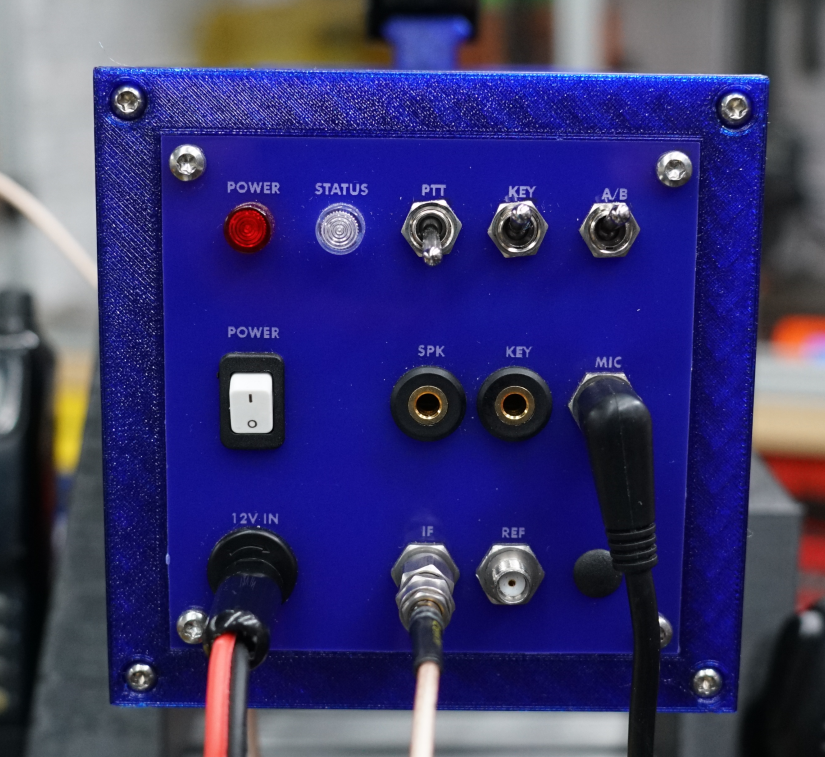 POWER STATUS PTT KEY A/B
POWER SPK KEY MIC
I
O
12V IN IF REF